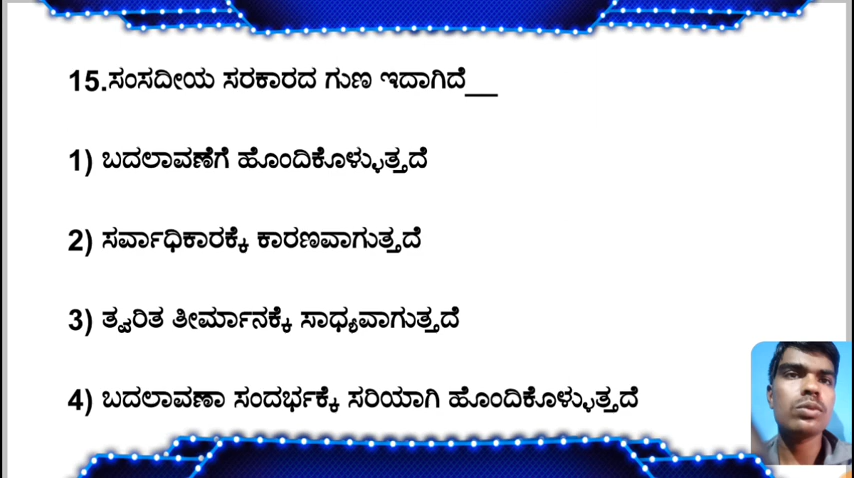 15.ಸಂಸದೀಯ ಸರಕಾರದ ಗುಣ ಇದಾಗಿದೆ__
1) ಬದಲಾವಣೆಗೆ ಹೊಂದಿಕೊಳ್ಳುತ್ತದೆ
2) ಸರ್ವಾಧಿಕಾರಕ್ಕೆ ಕಾರಣವಾಗುತ್ತದೆ
3) ತ್ವರಿತ ತೀರ್ಮಾನಕ್ಕೆ ಸಾಧ್ಯವಾಗುತ್ತದೆ
4) ಬದಲಾವಣಾ ಸಂದರ್ಭಕ್ಕೆ ಸರಿಯಾಗಿ ಹೊಂದಿಕೊಳ್ಳುತ್ತದೆ